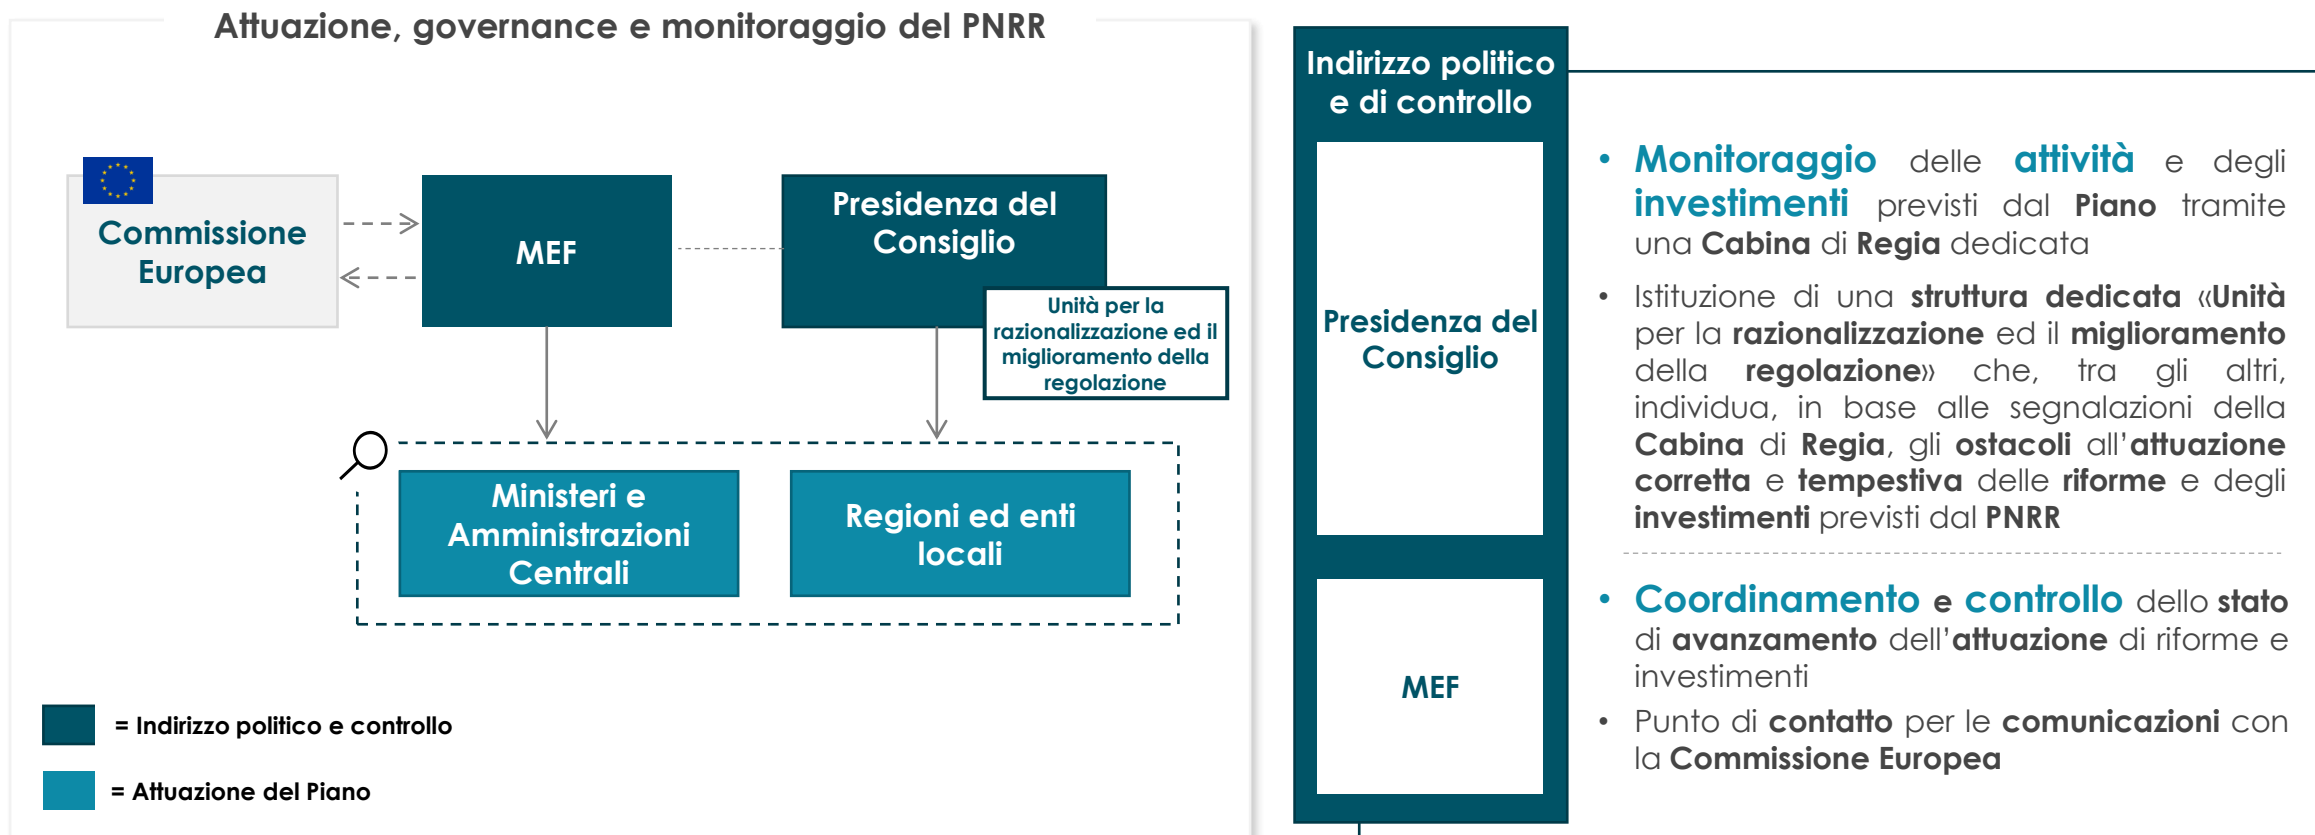 Attuazione, governance e monitoraggio del PNRR
Commissione
Europea
MEF
Presidenza del
Consiglio
Unità per la
razionalizzazione ed il
miglioramento della
regolazione
Ministeri e
Amministrazioni
Centrali
Regioni ed enti
locali
= Indirizzo politico e controllo
= Attuazione del Piano
Indirizzo politico
e di controllo
Presidenza del
Consiglio
• Monitoraggio delle attività e degli
investimenti previsti dal Piano tramite
una Cabina di Regia dedicata
• Istituzione di una struttura dedicata «Unità
per la razionalizzazione ed il miglioramento
della regolazione» che, tra gli altri,
individua, in base alle segnalazioni della
Cabina di Regia, gli ostacoli all’attuazione
corretta e tempestiva delle riforme e degli
investimenti previsti dal PNRR
MEF
• Coordinamento e controllo dello stato
di avanzamento dell’attuazione di riforme e
investimenti
• Punto di contatto per le comunicazioni con
la Commissione Europea